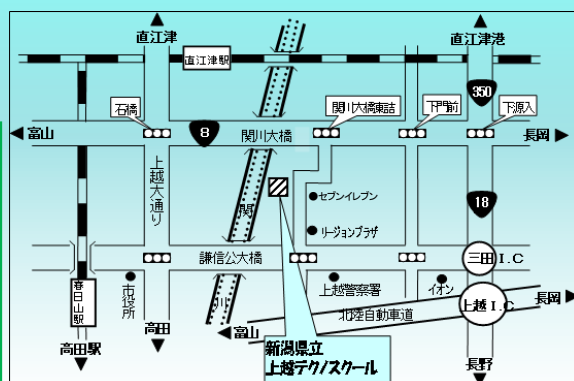 直江津
直江津港
直江津駅
350
石橋
関川大橋東詰
下門前
下源入
富山
8
関川大橋
長岡
上越大通り
セブンイレブン
関
18
リージョンプラザ
謙信公大橋
三田I.C
春日山駅
市役所
川
上越警察署
イオン
上越I.C
長岡
高田
富山
北陸自動車道
高田駅
新潟県立
上越テクノスクール
長野